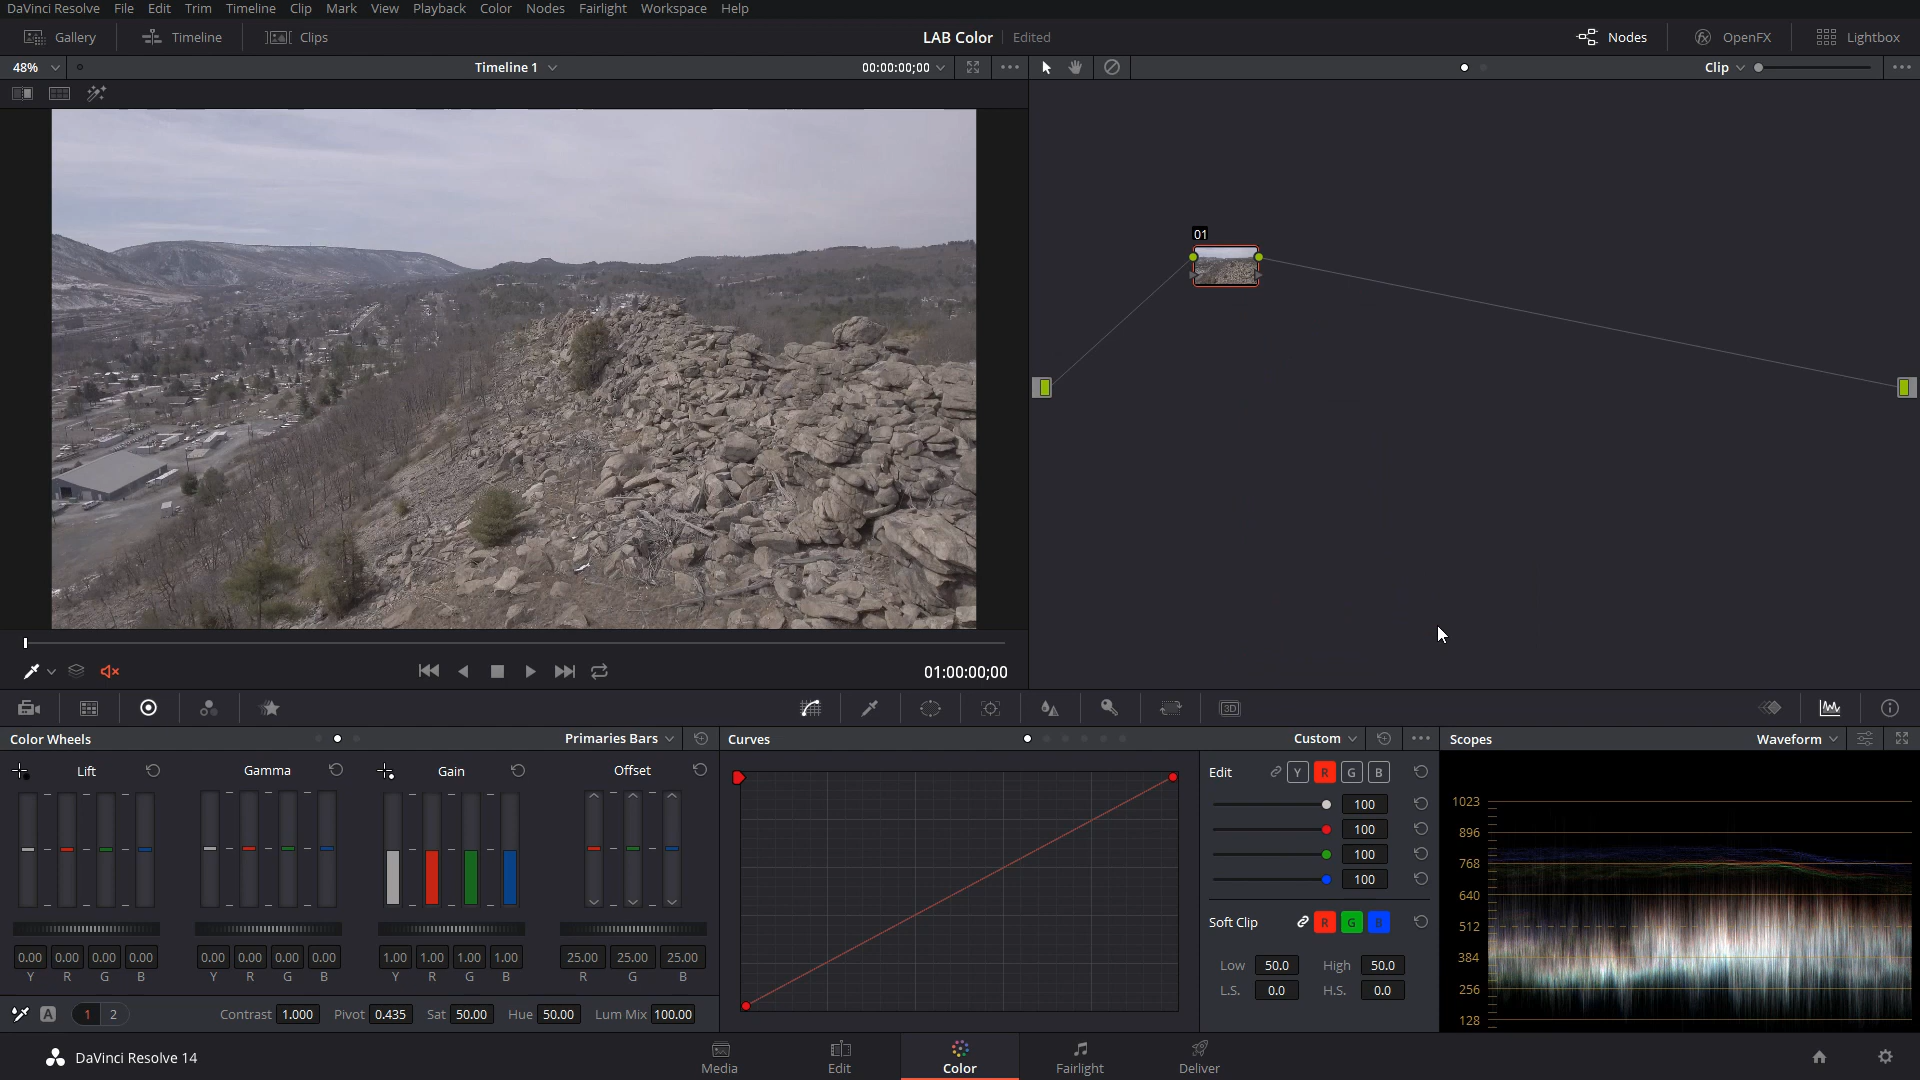 DaVinci Resolve File Edit Trim Timeline Clip Mark View Playback Color Nodes Fairlight Workspace Help
Gallery Timeline Clips LAB Color Edited Nodes OpenFX Lightbox
48% Timeline 1 00:00:00;00 Clip
01
01:00:00;00
Color Wheels Primaries Bars Curves Custom Scopes Waveform
Lift Gamma Gain Offset
Edit Y R G B
100
100
100
100
Soft Clip R G B
Low 50.0 High 50.0
L.S. 0.0 H.S. 0.0
1023
896
768
640
512
384
256
128
0.00 0.00 0.00 0.00 0.00 0.00 0.00 0.00 1.00 1.00 1.00 1.00 25.00 25.00 25.00
Y R G B Y R G B Y R G B R G B
A 1 2 Contrast 1.000 Pivot 0.435 Sat 50.00 Hue 50.00 Lum Mix 100.00
DaVinci Resolve 14 Media Edit Color Fairlight Deliver
3D